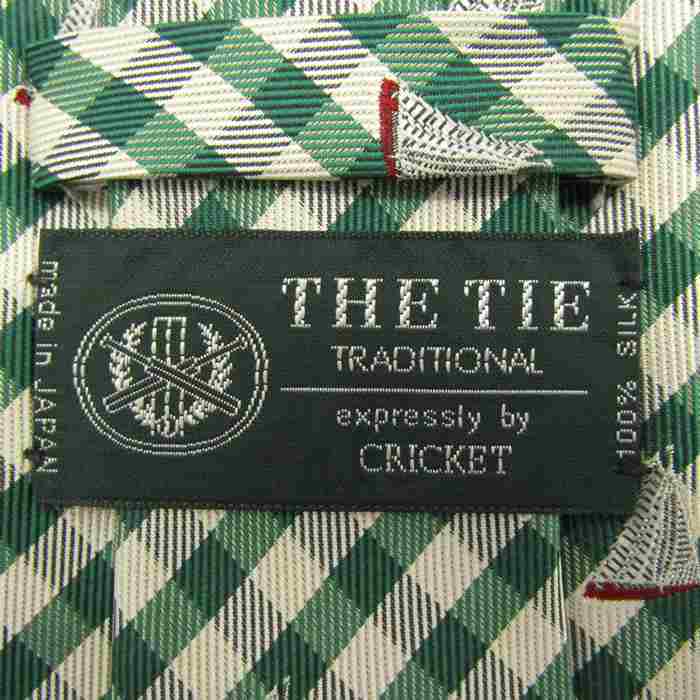 made in JAPAN
THE TIE
TRADITIONAL
expressly by
CRICKET
100% SILK